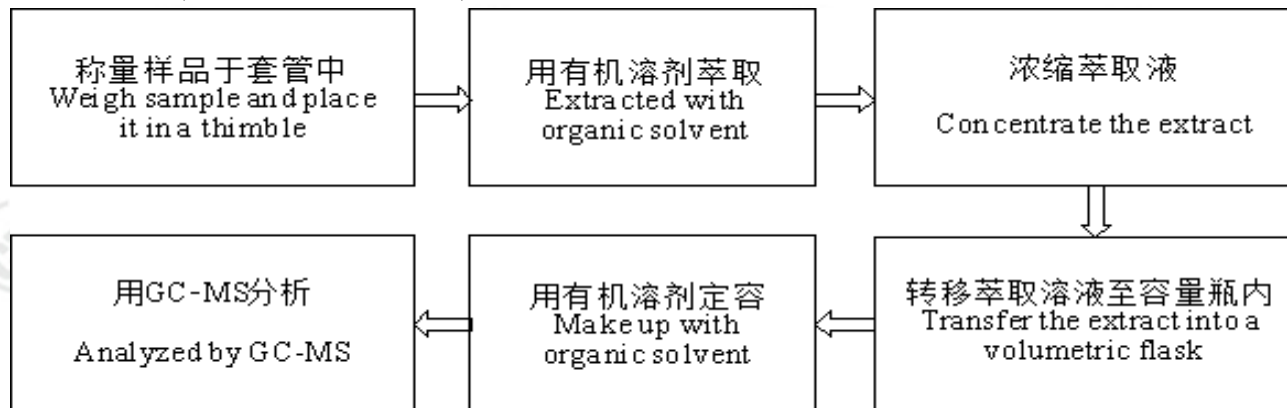 称量样品于套管中
Weigh sample and place
it in a thimble
用有机溶剂萃取
Extracted with
organic solvent
浓缩萃取液
Concentrate the extract
转移萃取溶液至容量瓶内
Transfer the extract into a
volumetric flask
用有机溶剂定容
Make up with
organic solvent
用GC-MS分析
Analyzed by GC-MS